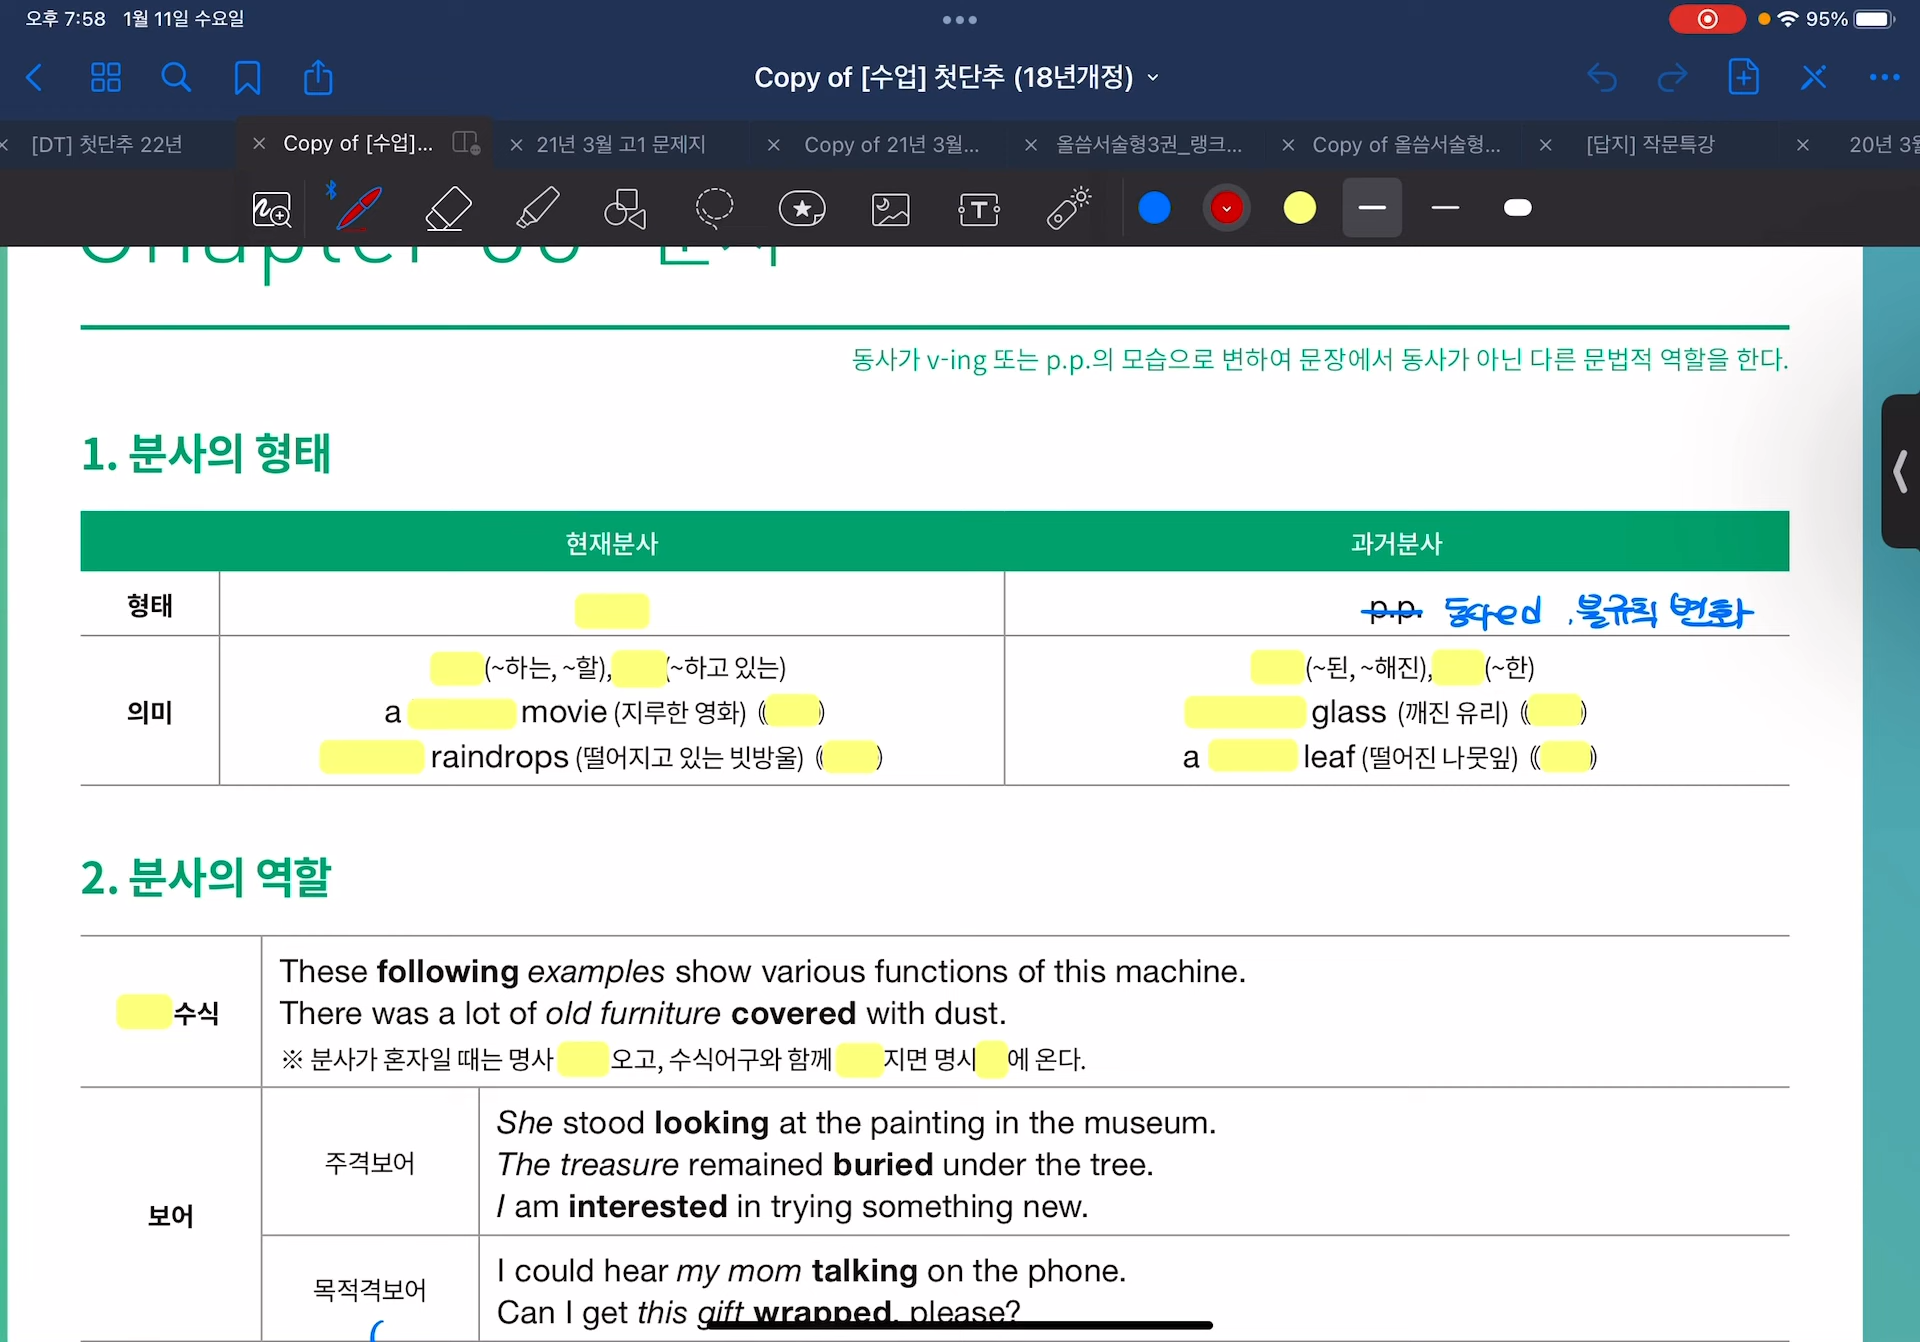 오후 7:58 1월 11일 수요일
95%
Copy of [수업] 첫단추 (18년개정)
[DT] 첫단추 22년
Copy of [수업]...
21년 3월 고1 문제지
Copy of 21년 3월...
올씀서술형3권_랭크...
Copy of 올씀서술형...
[답지] 작문특강
20년 3월
Chapter
동사가 v-ing 또는 p.p.의 모습으로 변하여 문장에서 동사가 아닌 다른 문법적 역할을 한다.
1. 분사의 형태
현재분사 과거분사
형태 p.p. 동사ed . 불규칙 변화
의미
(~하는, ~할), (~하고 있는) (~된, ~해진), (~한)
a movie (지루한 영화) ( ) glass (깨진 유리) ( )
raindrops (떨어지고 있는 빗방울) ( ) a leaf (떨어진 나뭇잎) ( )
2. 분사의 역할
수식
These following examples show various functions of this machine.
There was a lot of old furniture covered with dust.
※ 분사가 혼자일 때는 명사 오고, 수식어구와 함께 지면 명사 에 온다.
보어
주격보어
She stood looking at the painting in the museum.
The treasure remained buried under the tree.
I am interested in trying something new.
목적격보어
I could hear my mom talking on the phone.
Can I get this gift wrapped, please?